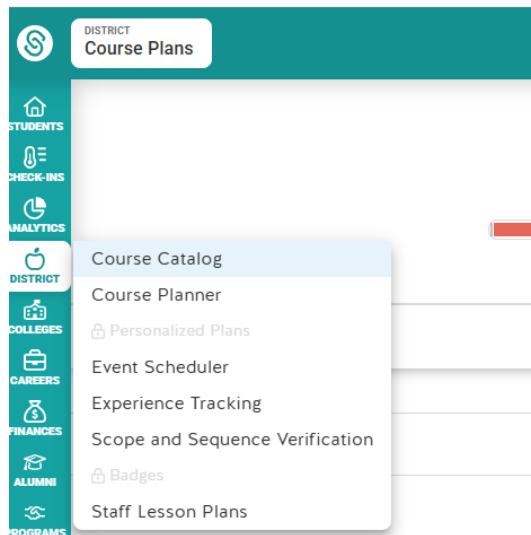 DISTRICT
Course Plans
STUDENTS
CHECK-INS
ANALYTICS
DISTRICT
COLLEGES
CAREERS
FINANCES
ALUMNI
PROGRAMS
Course Catalog
Course Planner
Personalized Plans
Event Scheduler
Experience Tracking
Scope and Sequence Verification
Badges
Staff Lesson Plans